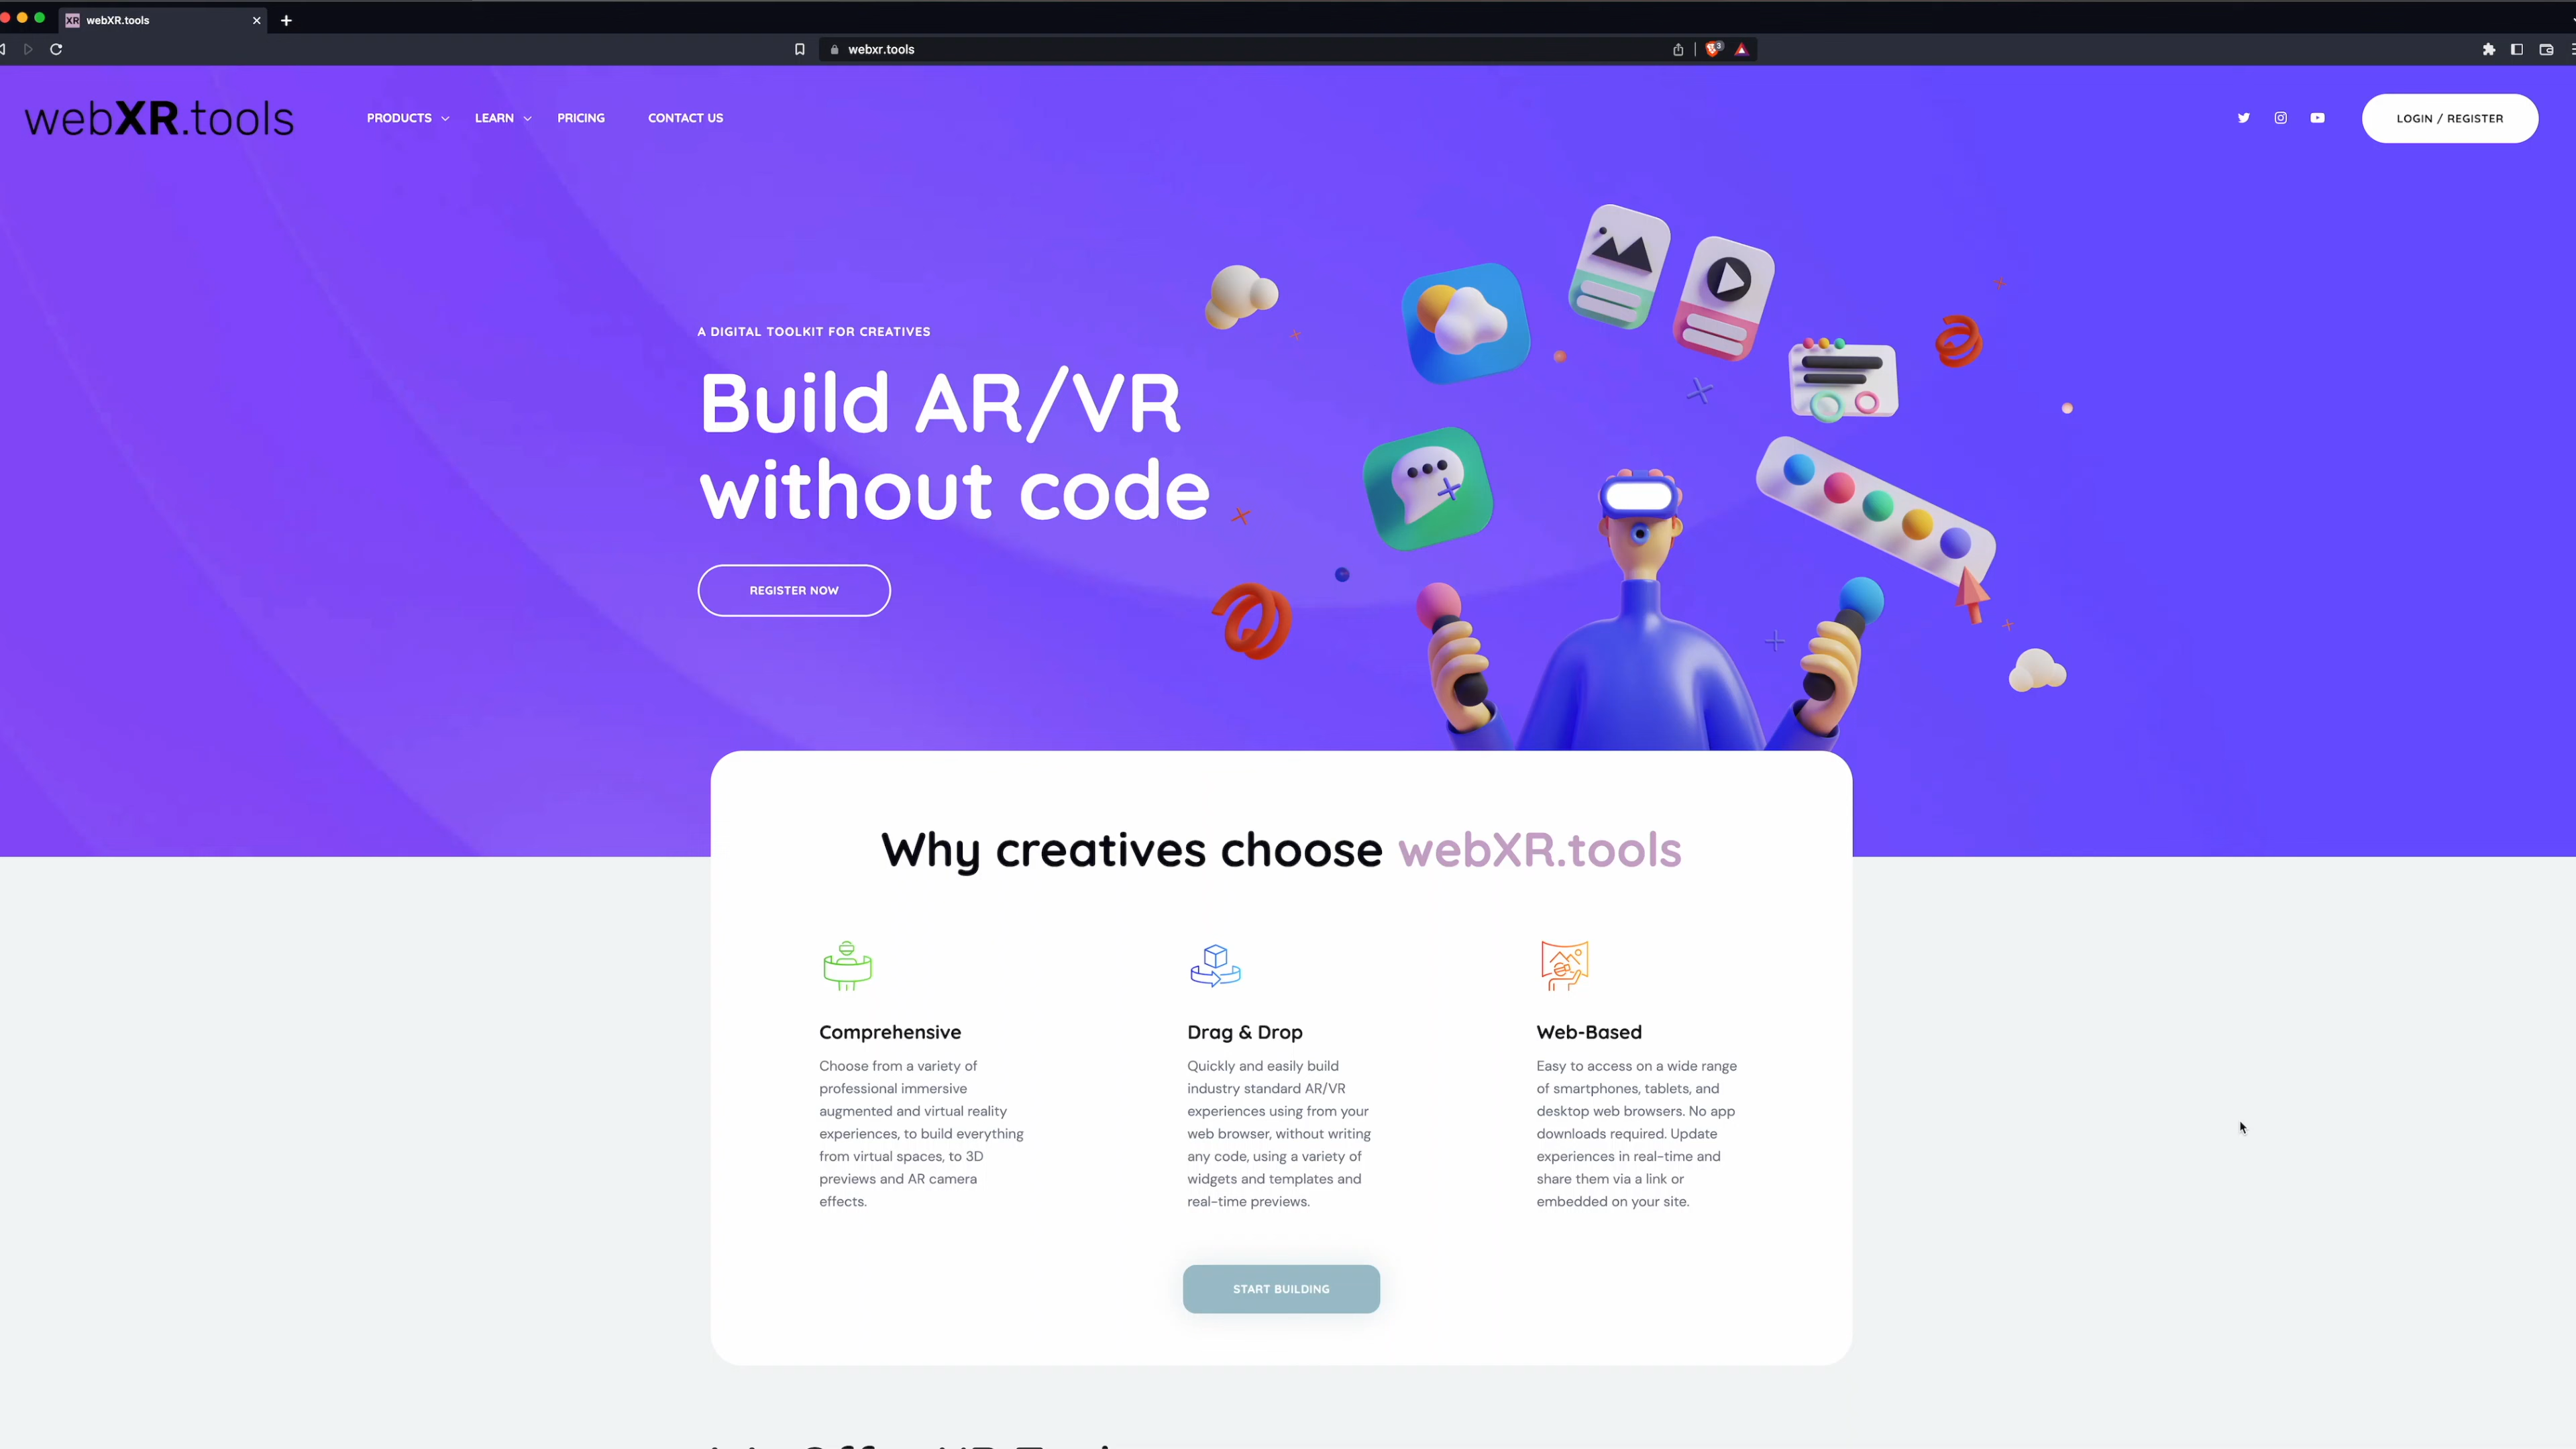 XR webXR.tools
webxr.tools
3
webXR.tools
PRODUCTS
LEARN
PRICING
CONTACT US
LOGIN / REGISTER
A DIGITAL TOOLKIT FOR CREATIVES
Build AR/VR
without code
REGISTER NOW
Why creatives choose webXR.tools
Comprehensive
Choose from a variety of
professional immersive
augmented and virtual reality
experiences, to build everything
from virtual spaces, to 3D
previews and AR camera
effects.
Drag & Drop
Quickly and easily build
industry standard AR/VR
experiences using from your
web browser, without writing
any code, using a variety of
widgets and templates and
real-time previews.
Web-Based
Easy to access on a wide range
of smartphones, tablets, and
desktop web browsers. No app
downloads required. Update
experiences in real-time and
share them via a link or
embedded on your site.
START BUILDING